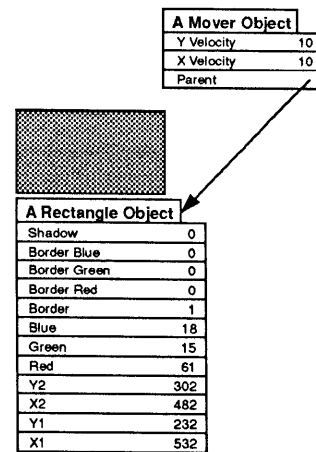 A Mover Object
Y Velocity 10
X Velocity 10
Parent
A Rectangle Object
Shadow 0
Border Blue 0
Border Green 0
Border Red 0
Border 1
Blue 18
Green 15
Red 61
Y2 302
X2 482
Y1 232
X1 532